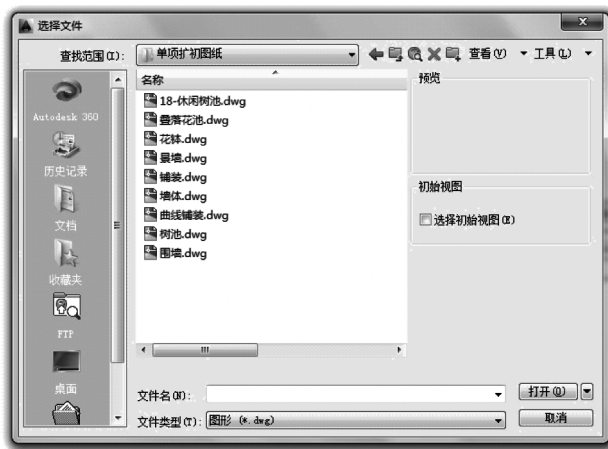 选择文件
查找范围(I):
单项扩初图纸
查看(V)
工具(L)
Autodesk 360
历史记录
文档
收藏夹
FTP
桌面
名称
18-休闲树池.dwg
叠落花池.dwg
花钵.dwg
景墙.dwg
铺装.dwg
墙体.dwg
曲线铺装.dwg
树池.dwg
围墙.dwg
预览
初始视图
选择初始视图(E)
文件名(N):
打开(O)
文件类型(T):
图形 (*.dwg)
取消